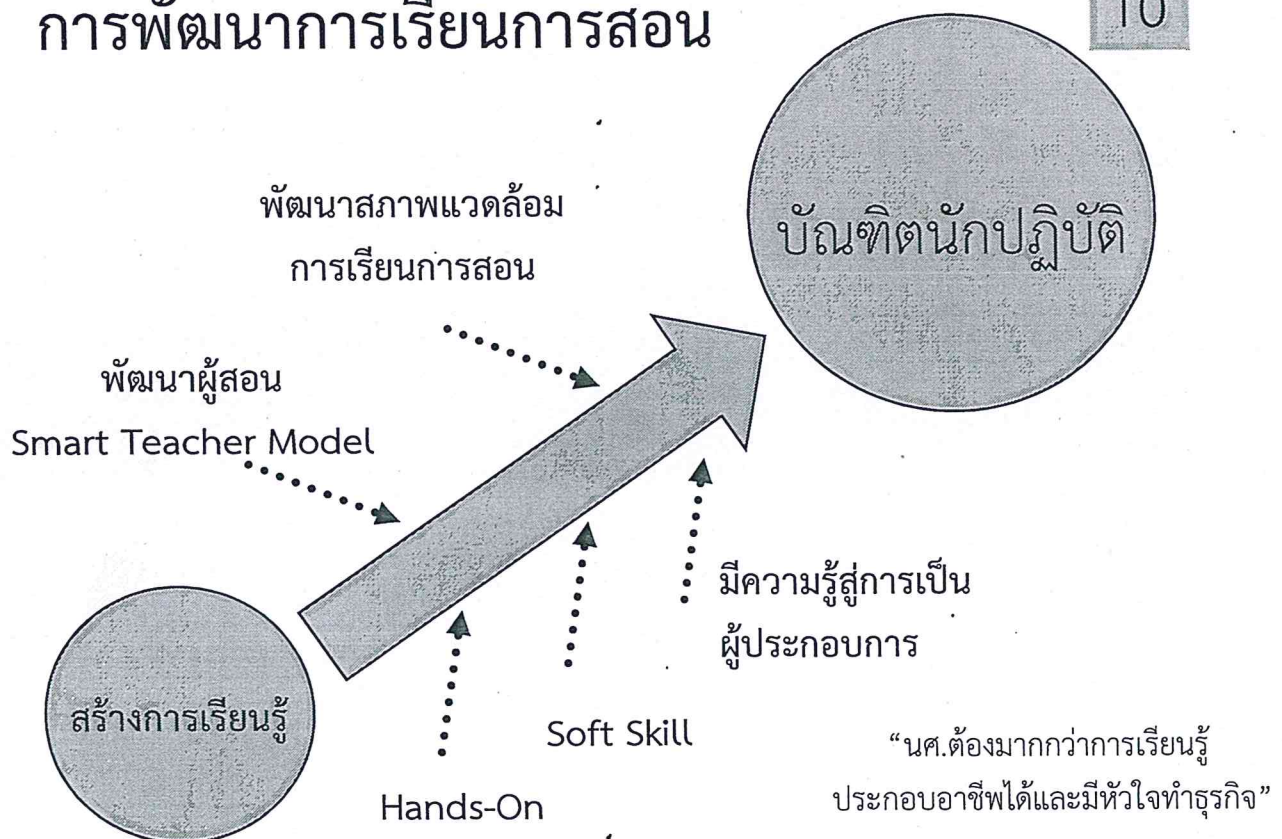 การพัฒนาการเรียนการสอน
10
พัฒนาสภาพแวดล้อม
การเรียนการสอน
บัณฑิตนักปฏิบัติ
พัฒนาผู้สอน
Smart Teacher Model
มีความรู้สู่การเป็น
ผู้ประกอบการ
สร้างการเรียนรู้
Soft Skill
Hands-On
“นศ.ต้องมากกว่าการเรียนรู้
ประกอบอาชีพได้และมีหัวใจทำธุรกิจ”